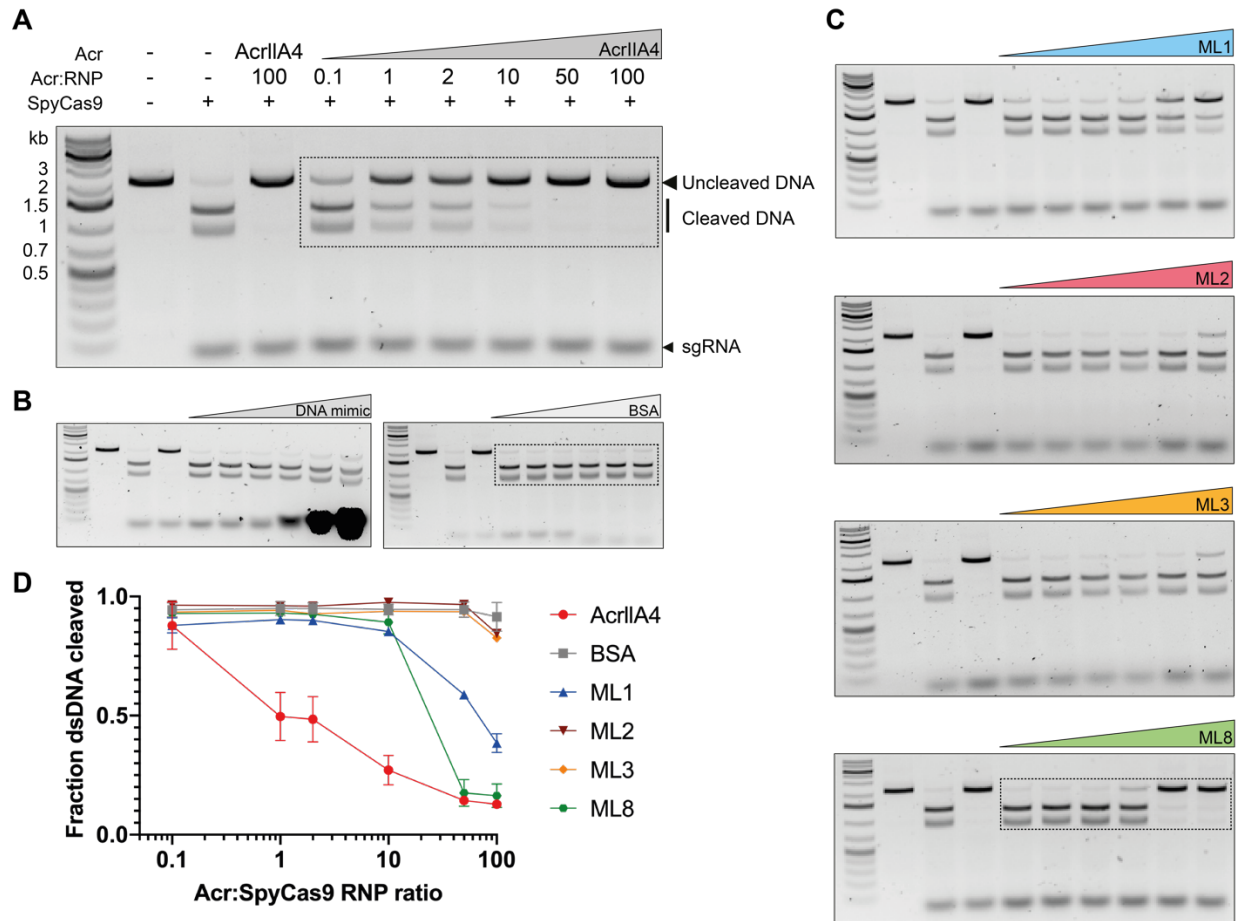 A
Acr - - AcrIIA4 AcrIIA4
Acr:RNP - - 100 0.1 1 2 10 50 100
SpyCas9 - + + + + + + + +
kb
3
2
1.5
1
0.7
0.5
Uncleaved DNA
Cleaved DNA
sgRNA
B
DNA mimic
BSA
C
ML1
ML2
ML3
ML8
D
Fraction dsDNA cleaved
1.0
0.5
0.0
0.1 1 10 100
Acr:SpyCas9 RNP ratio
AcrIIA4
BSA
ML1
ML2
ML3
ML8